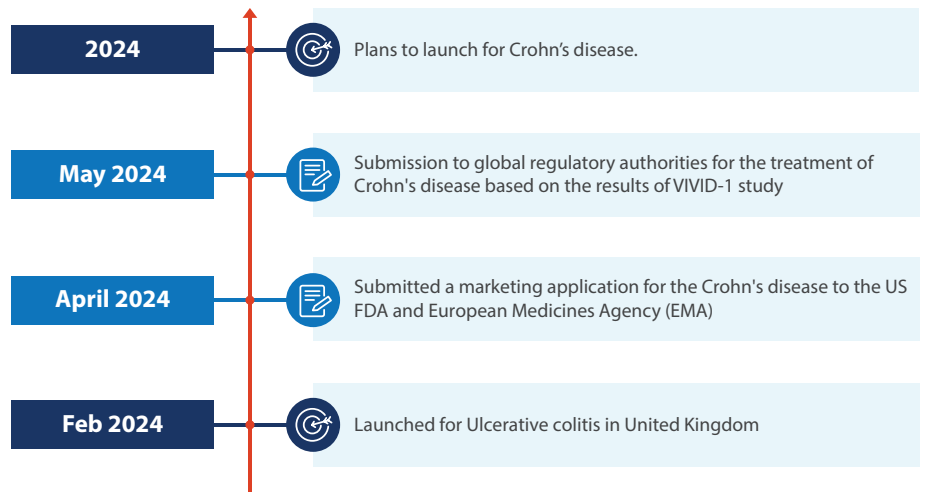 2024
Plans to launch for Crohn’s disease.
May 2024
Submission to global regulatory authorities for the treatment of
Crohn's disease based on the results of VIVID-1 study
April 2024
Submitted a marketing application for the Crohn's disease to the US
FDA and European Medicines Agency (EMA)
Feb 2024
Launched for Ulcerative colitis in United Kingdom